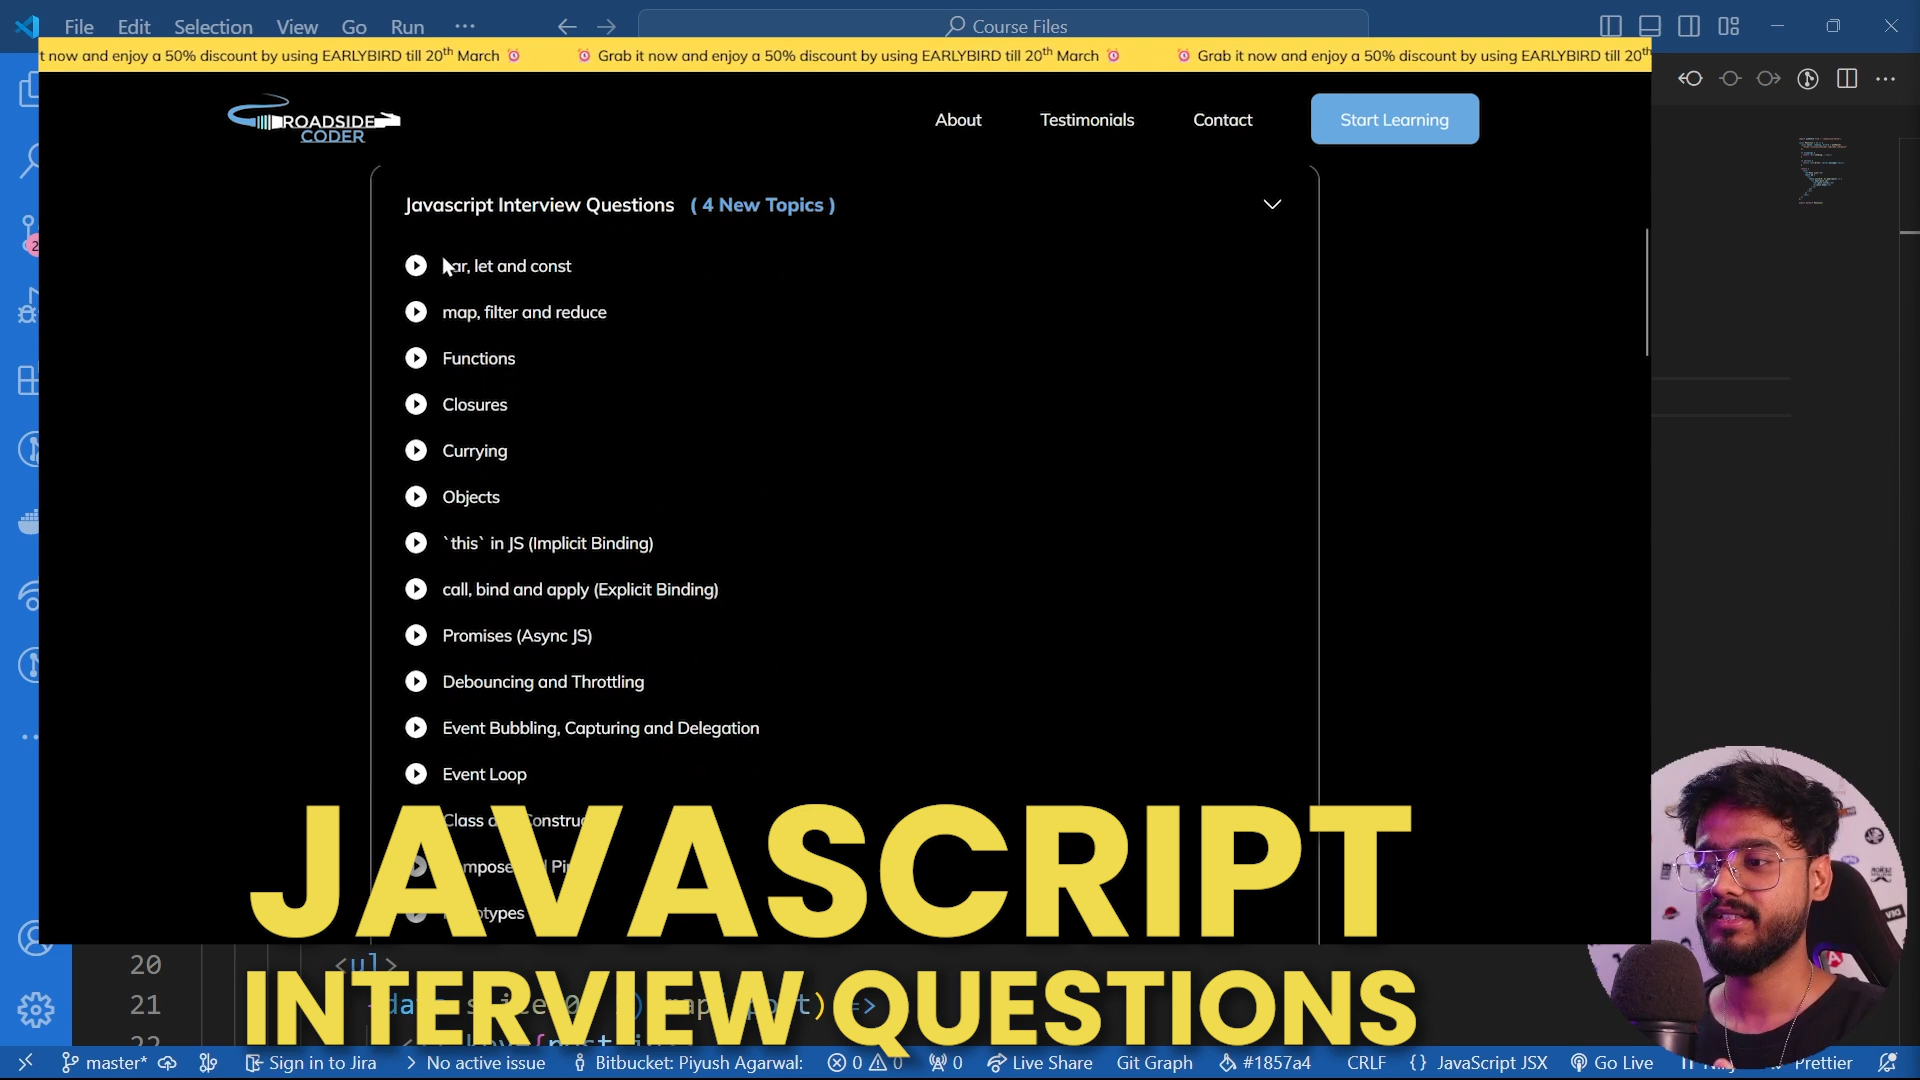 File Edit Selection View Go Run ···
Course Files
t now and enjoy a 50% discount by using EARLYBIRD till 20th March
Grab it now and enjoy a 50% discount by using EARLYBIRD till 20th March
Grab it now and enjoy a 50% discount by using EARLYBIRD till 20th
ROADSIDE
CODER
About Testimonials Contact Start Learning
Javascript Interview Questions ( 4 New Topics )
ar, let and const
map, filter and reduce
Functions
Closures
Currying
Objects
`this` in JS (Implicit Binding)
call, bind and apply (Explicit Binding)
Promises (Async JS)
Debouncing and Throttling
Event Bubbling, Capturing and Delegation
Event Loop
Class
JAVASCRIPT
INTERVIEW QUESTIONS
20 <ul>
21
22
master* Sign in to Jira No active issue Bitbucket: Piyush Agarwal: 0 0 0 Live Share Git Graph #1857a4 CRLF {} JavaScript JSX Go Live Prettier